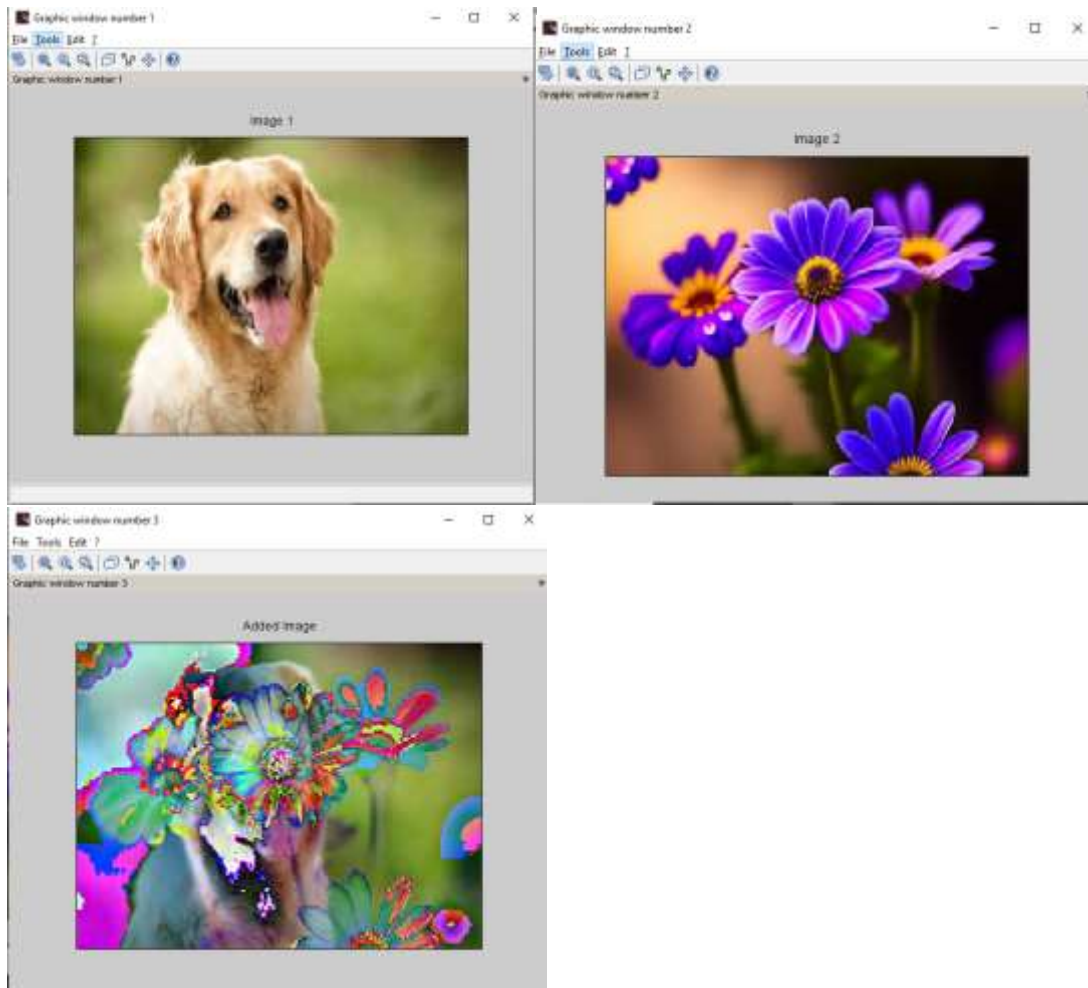 Graphic window number 1
File Tools Edit ?
Graphic window number 1
Image 1
Graphic window number 2
File Tools Edit ?
Graphic window number 2
Image 2
Graphic window number 3
File Tools Edit ?
Graphic window number 3
Added Image